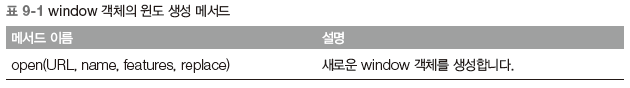 표 9-1 window 객체의 윈도 생성 메서드
메서드 이름 설명
open(URL, name, features, replace) 새로운 window 객체를 생성합니다.